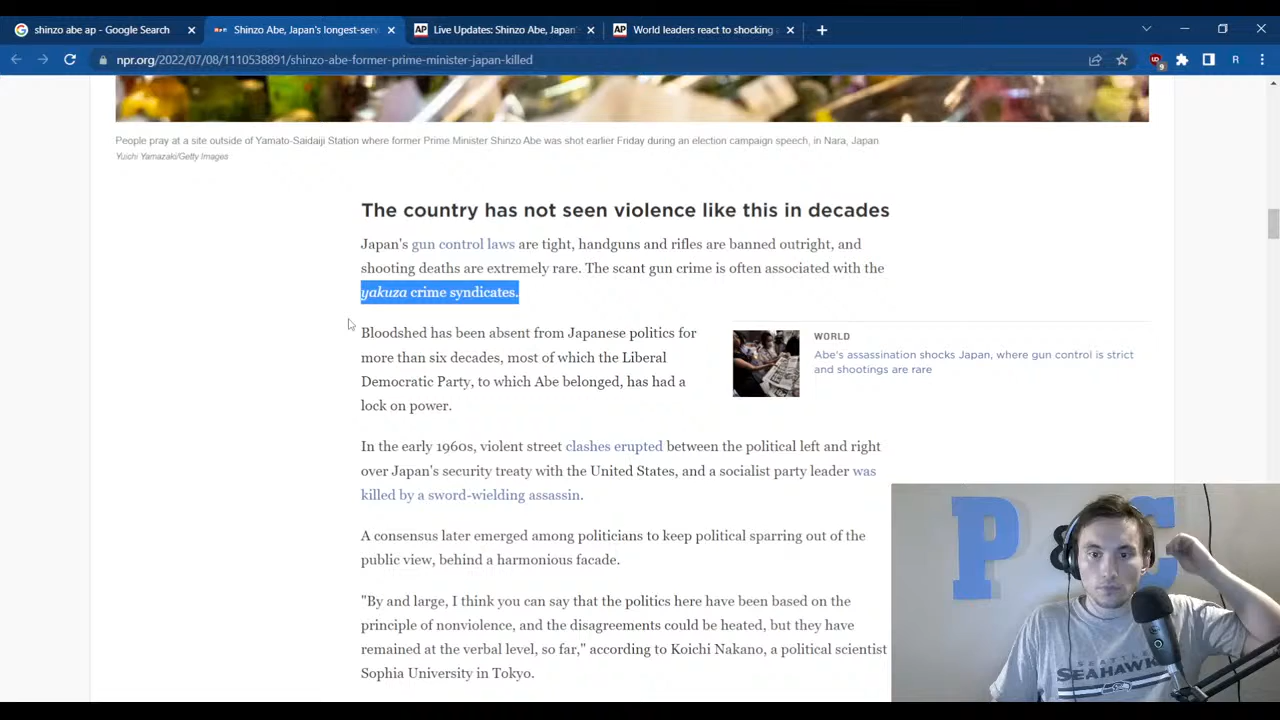 shinzo abe ap - Google Search
Shinzo Abe, Japan's longest-serv
Live Updates: Shinzo Abe, Japan'
World leaders react to shocking
npr.org/2022/07/08/1110538891/shinzo-abe-former-prime-minister-japan-killed
9
R
People pray at a site outside of Yamato-Saidaiji Station where former Prime Minister Shinzo Abe was shot earlier Friday during an election campaign speech, in Nara, Japan
Yuichi Yamazaki/Getty Images
The country has not seen violence like this in decades
Japan's gun control laws are tight, handguns and rifles are banned outright, and
shooting deaths are extremely rare. The scant gun crime is often associated with the
yakuza crime syndicates.
Bloodshed has been absent from Japanese politics for
more than six decades, most of which the Liberal
Democratic Party, to which Abe belonged, has had a
lock on power.
WORLD
Abe's assassination shocks Japan, where gun control is strict
and shootings are rare
In the early 1960s, violent street clashes erupted between the political left and right
over Japan's security treaty with the United States, and a socialist party leader was
killed by a sword-wielding assassin.
A consensus later emerged among politicians to keep political sparring out of the
public view, behind a harmonious facade.
"By and large, I think you can say that the politics here have been based on the
principle of nonviolence, and the disagreements could be heated, but they have
remained at the verbal level, so far," according to Koichi Nakano, a political scientist
Sophia University in Tokyo.
P & C
SEATTLE
SEAHAWKS